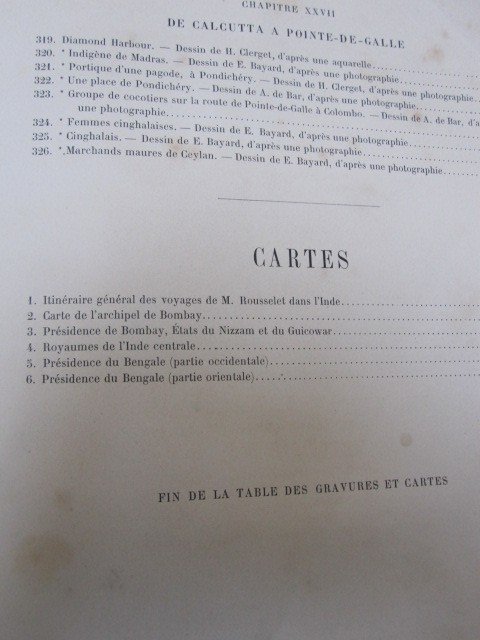 CHAPITRE XXVII
DE CALCUTTA A POINTE-DE-GALLE
319. Diamond Harbour. — Dessin de H. Clerget, d'après une aquarelle
320. * Indigène de Madras. — Dessin de E. Bayard, d'après une photographie
321. * Portique d'une pagode, à Pondichéry. — Dessin de H. Clerget, d'après une photographie
322. * Une place de Pondichéry. — Dessin de A. de Bar, d'après une photographie
323. * Groupe de cocotiers sur la route de Pointe-de-Galle à Colombo. — Dessin de A. de Bar, d'a
une photographie
324. * Femmes cinghalaises. — Dessin de E. Bayard, d'après une photographie
325. * Cinghalais. — Dessin de E. Bayard, d'après une photographie
326. * Marchands maures de Ceylan. — Dessin de E. Bayard, d'après une photographie
CARTES
1. Itinéraire général des voyages de M. Rousselet dans l'Inde
2. Carte de l'archipel de Bombay
3. Présidence de Bombay, États du Nizzam et du Guicowar
4. Royaumes de l'Inde centrale
5. Présidence du Bengale (partie occidentale)
6. Présidence du Bengale (partie orientale)
FIN DE LA TABLE DES GRAVURES ET CARTES